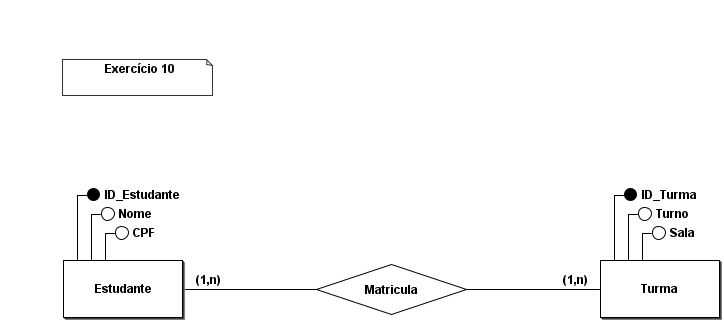 Exercício 10
ID_Estudante
Nome
CPF
ID_Turma
Turno
Sala
Estudante
(1,n)
Matricula
(1,n)
Turma